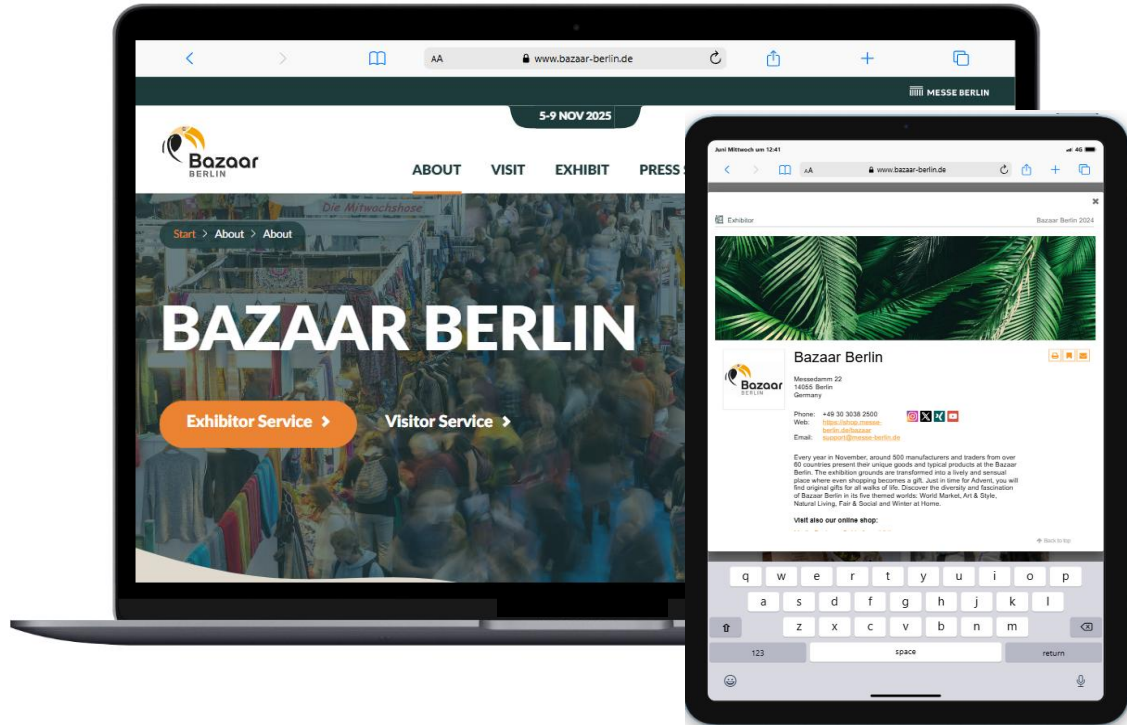 AA
www.bazaar-berlin.de
MESSE BERLIN
5-9 NOV 2025
Bazaar
BERLIN
ABOUT VISIT EXHIBIT PRESS
Die Mitwochshose
Start > About > About
BAZAAR BERLIN
Exhibitor Service >
Visitor Service >
Juni Mittwoch um 12:41
4G
AA
www.bazaar-berlin.de
Exhibitor
Bazaar Berlin 2024
Bazaar
BERLIN
Bazaar Berlin
Messedamm 22
14055 Berlin
Germany
Phone: +49 30 3038 2500
Web: https://shop.messe-
berlin.de/bazaar
Email: support@messe-berlin.de
Every year in November, around 500 manufacturers and traders from over
60 countries present their unique goods and typical products at the Bazaar
Berlin. The exhibition grounds are transformed into a lively and sensual
place where even shopping becomes a gift. Just in time for Advent, you will
find original gifts for all walks of life. Discover the diversity and fascination
of Bazaar Berlin in its five themed worlds: World Market, Art & Style,
Natural Living, Fair & Social and Winter at Home.
Visit also our online shop:
Back to top
q w e r t y u i o p
a s d f g h j k l
z x c v b n m
123 space return